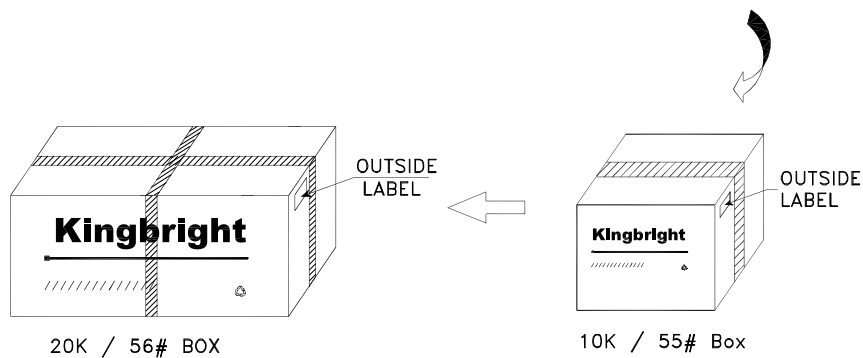 OUTSIDE
LABEL
Kingbright
20K / 56# BOX
OUTSIDE
LABEL
Kingbright
10K / 55# Box